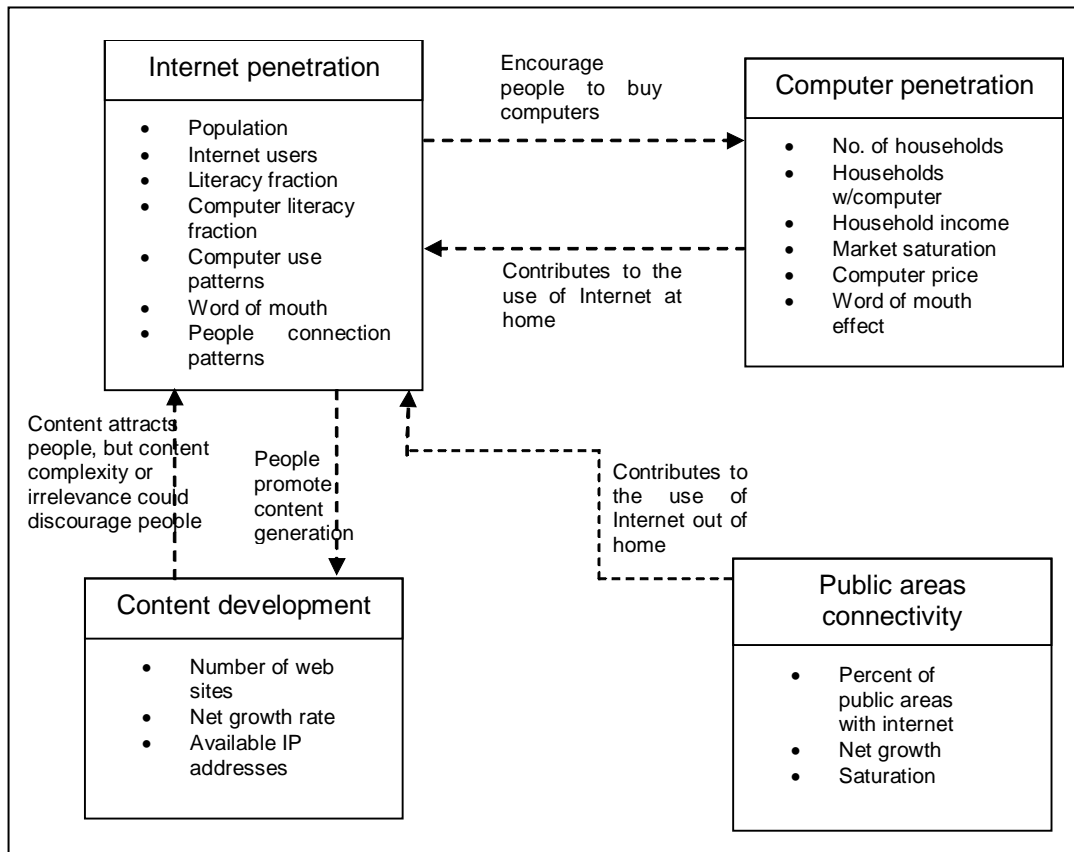 Internet penetration
• Population
• Internet users
• Literacy fraction
• Computer literacy
fraction
• Computer use
patterns
• Word of mouth
• People connection
patterns
Encourage
people to buy
computers
Computer penetration
• No. of households
• Households
w/computer
• Household income
• Market saturation
• Computer price
• Word of mouth
effect
Contributes to the
use of Internet at
home
Content attracts
people, but content
complexity or
irrelevance could
discourage people
People
promote
content
generation
Contributes to
the use of
Internet out of
home
Content development
• Number of web
sites
• Net growth rate
• Available IP
addresses
Public areas
connectivity
• Percent of
public areas
with internet
• Net growth
• Saturation